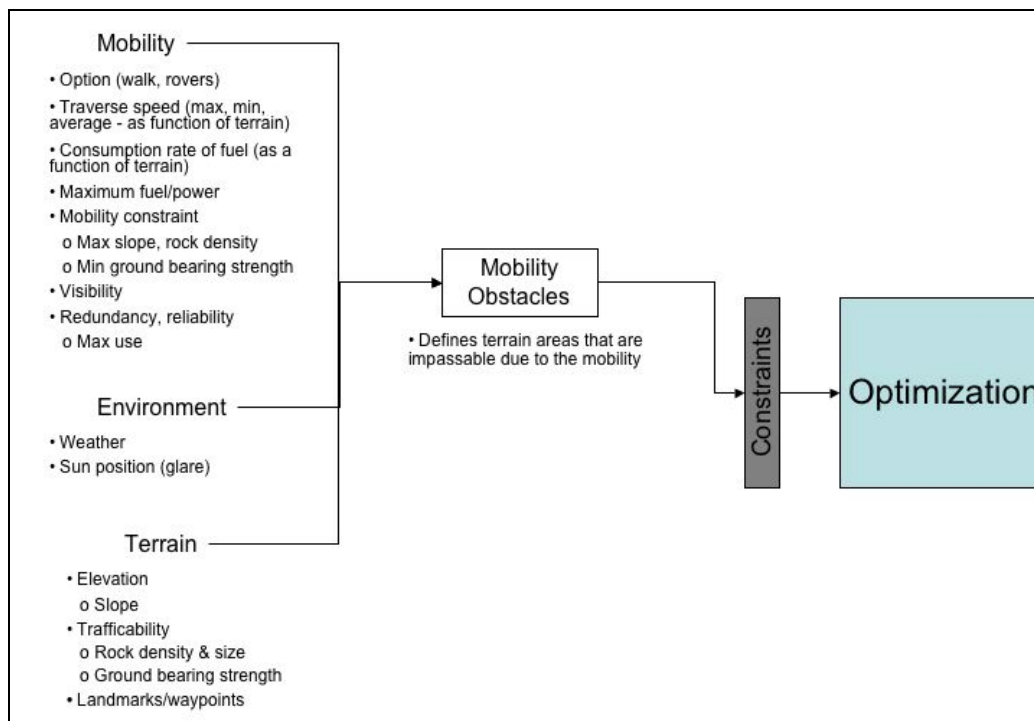 Mobility
• Option (walk, rovers)
• Traverse speed (max, min,
average - as function of terrain)
• Consumption rate of fuel (as a
function of terrain)
• Maximum fuel/power
• Mobility constraint
o Max slope, rock density
o Min ground bearing strength
• Visibility
• Redundancy, reliability
o Max use
Environment
• Weather
• Sun position (glare)
Terrain
• Elevation
o Slope
• Trafficability
o Rock density & size
o Ground bearing strength
• Landmarks/waypoints
Mobility
Obstacles
• Defines terrain areas that are
impassable due to the mobility
Constraints
Optimization